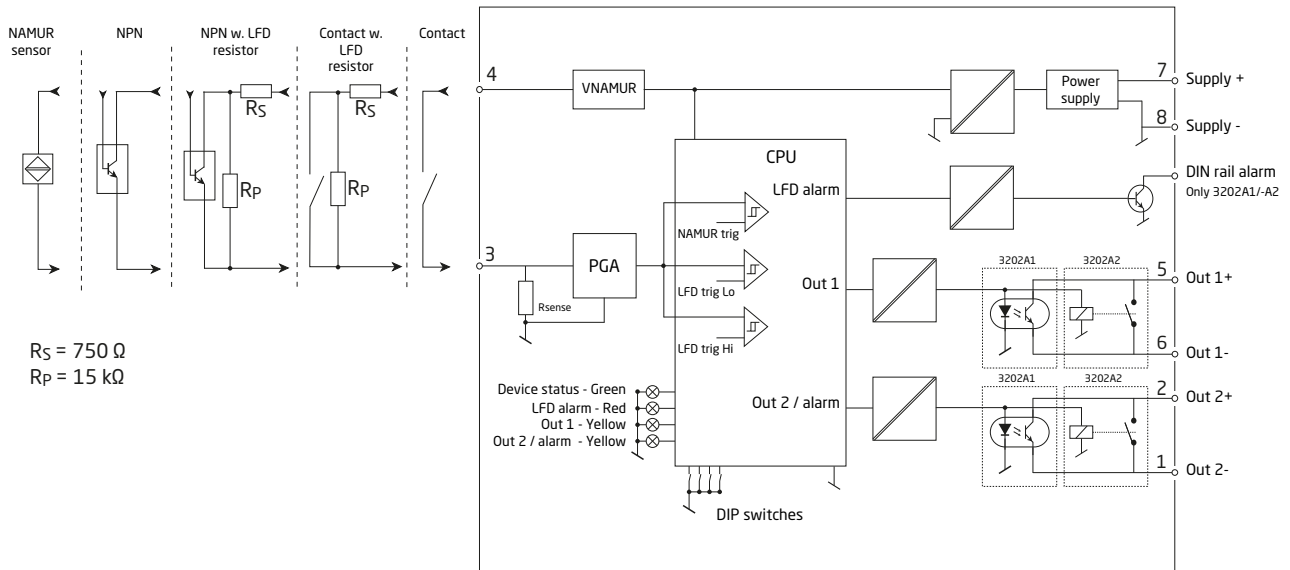 NAMUR
sensor
NPN
NPN w. LFD
resistor
Contact w.
LFD
resistor
Contact
RS
RP
RS
RP
RS = 750 Ω
RP = 15 kΩ
4
VNAMUR
Power
supply
7
Supply +
8
Supply -
CPU
LFD alarm
DIN rail alarm
Only 3202A1/-A2
NAMUR trig
3
PGA
Rsense
LFD trig Lo
LFD trig Hi
Out 1
3202A1
3202A2
5
Out 1+
6
Out 1-
Device status - Green
LFD alarm - Red
Out 1 - Yellow
Out 2 / alarm - Yellow
Out 2 / alarm
3202A1
3202A2
2
Out 2+
1
Out 2-
DIP switches